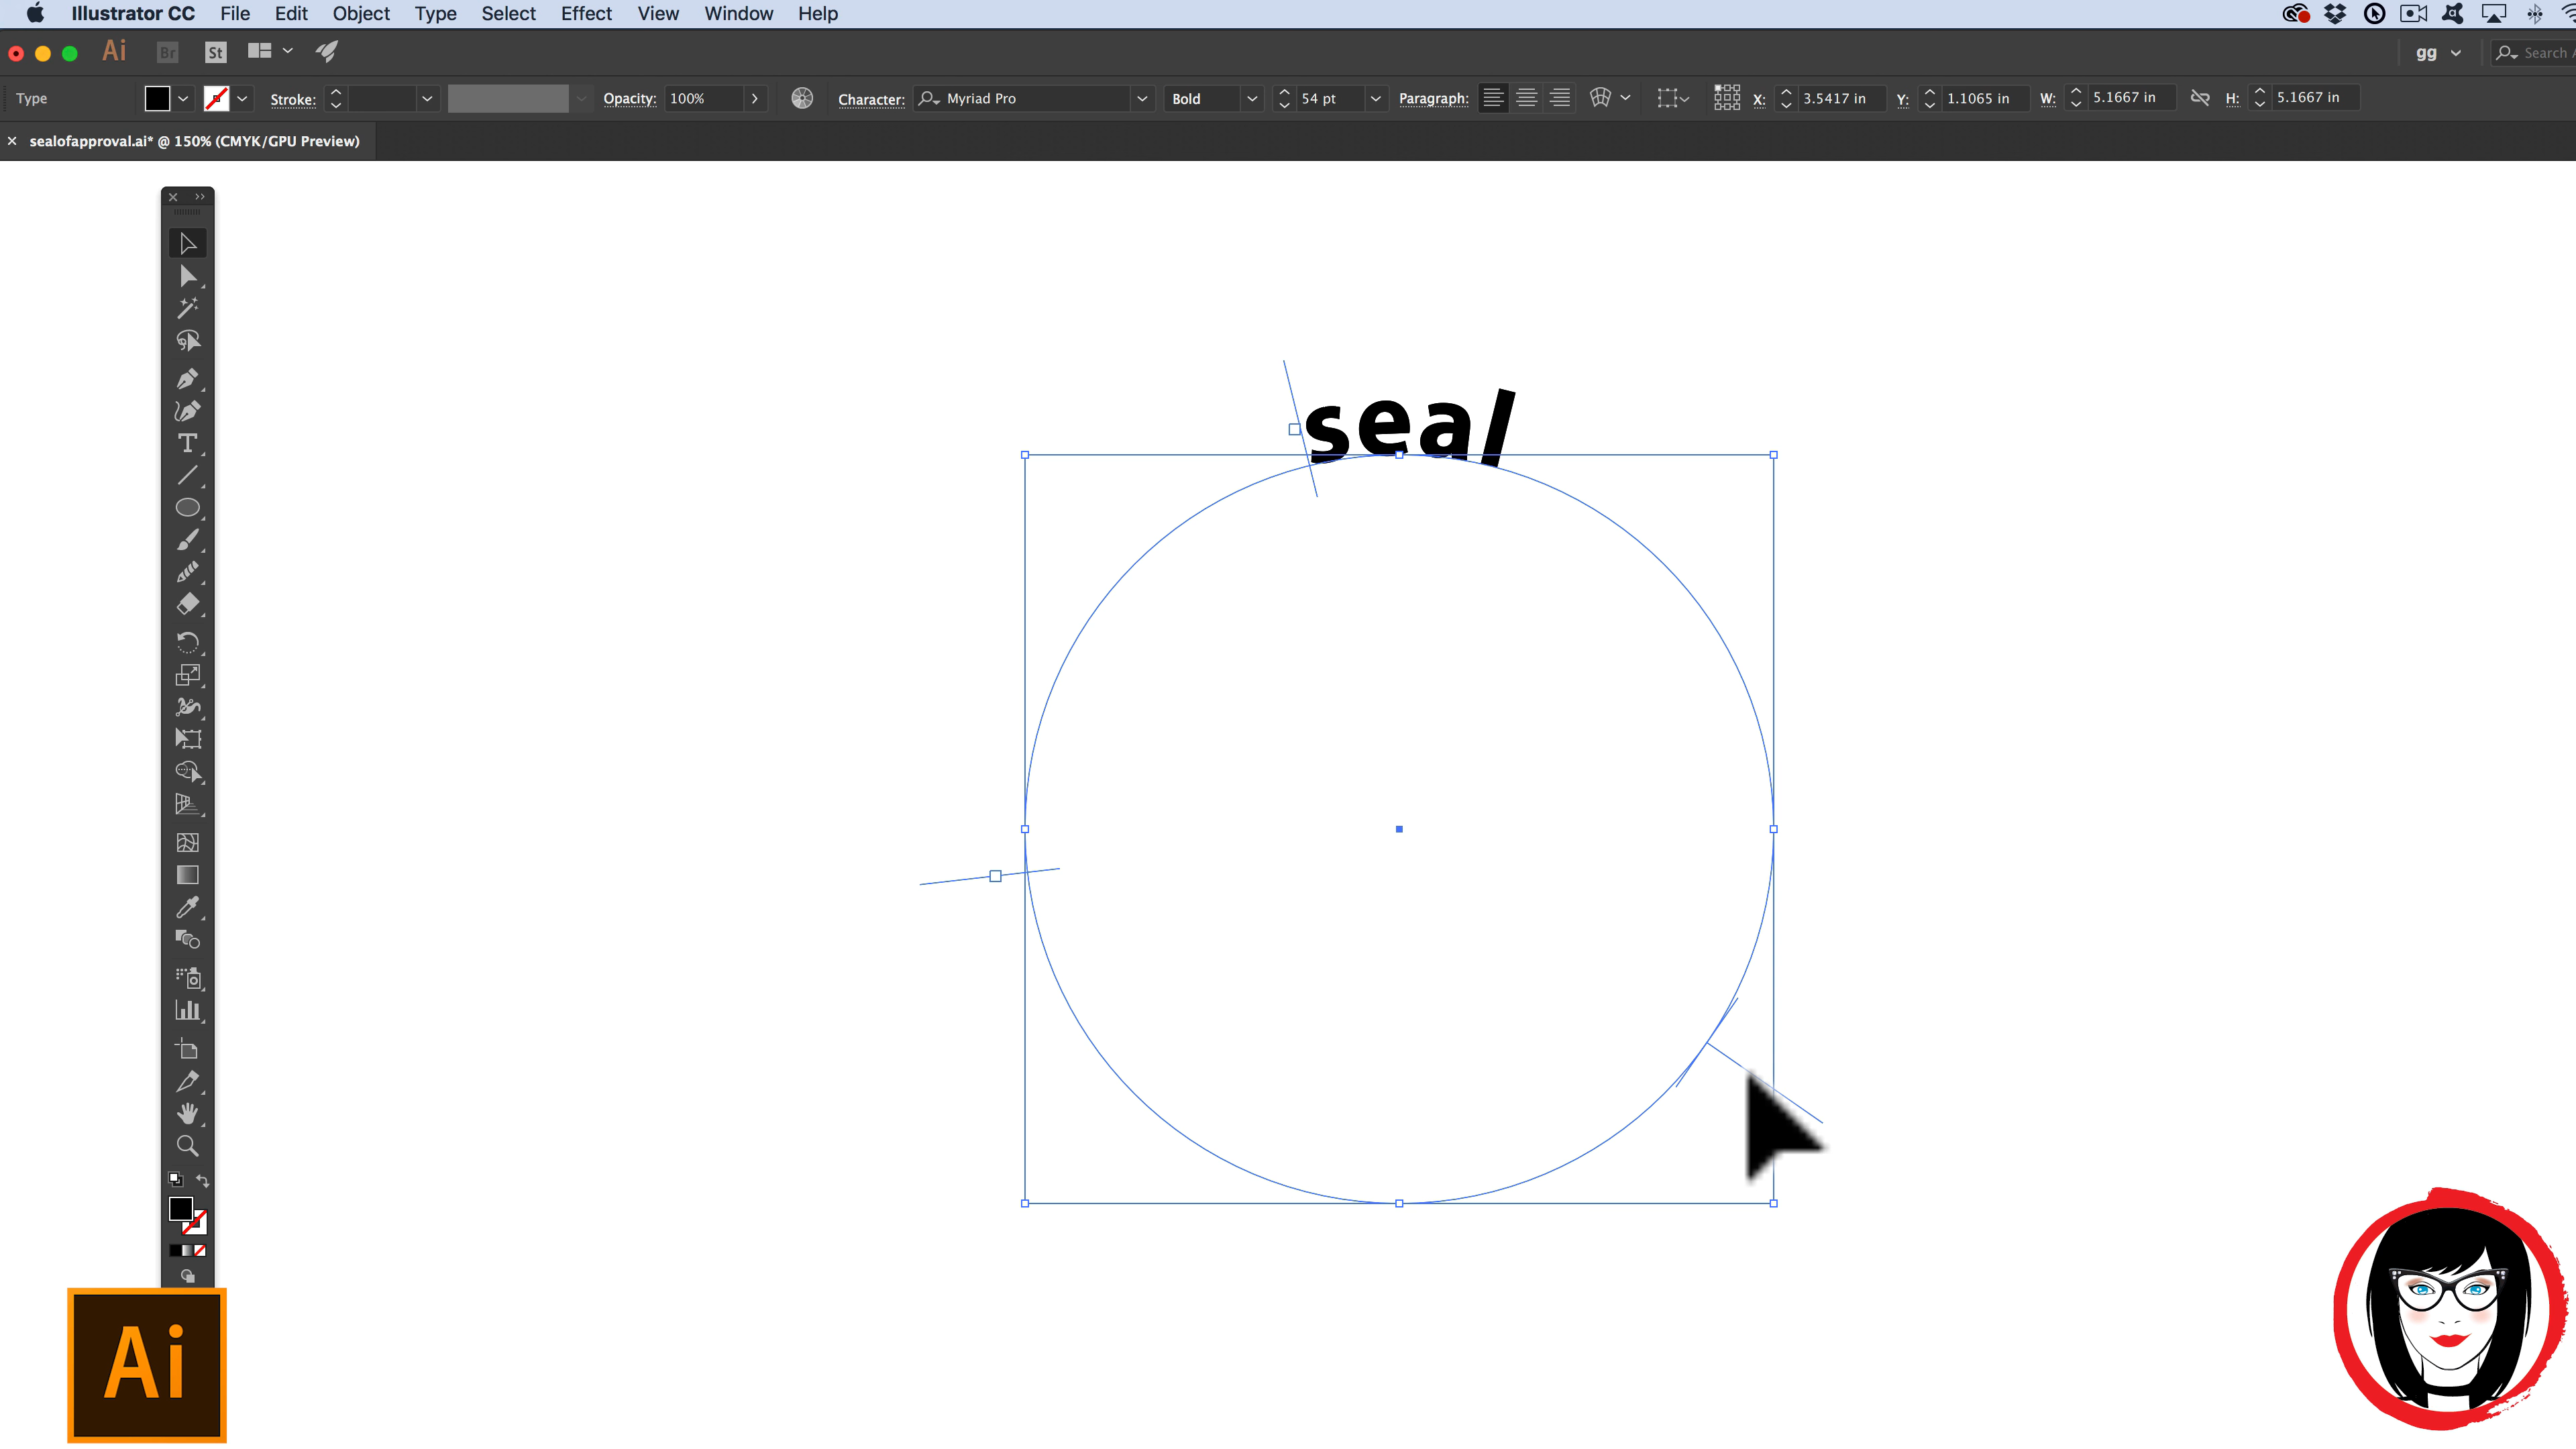 Illustrator CC File Edit Object Type Select Effect View Window Help
Ai Br St gg Search
Type Stroke: Opacity: 100% Character: Myriad Pro Bold 54 pt Paragraph: X: 3.5417 in Y: 1.1065 in W: 5.1667 in H: 5.1667 in
× sealofapproval.ai* @ 150% (CMYK/GPU Preview)
seal
T
Ai